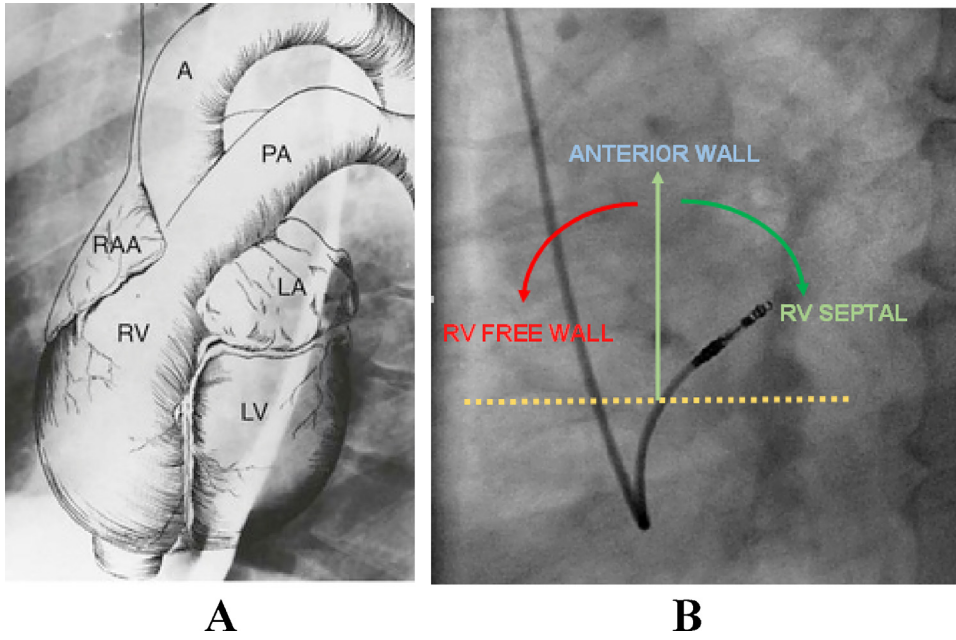 A
PA
RAA
LA
RV
LV
ANTERIOR WALL
RV FREE WALL
RV SEPTAL
A
B